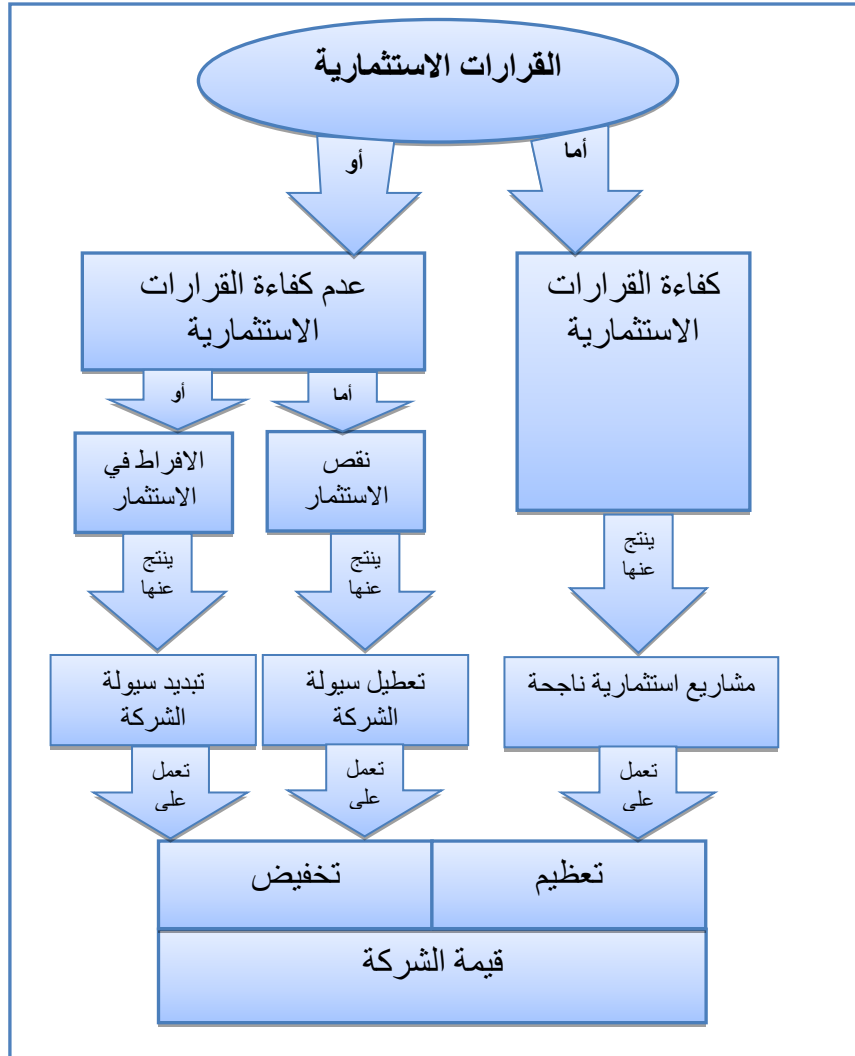 القرارات الاستثمارية
أما
أو
كفاءة القرارات
الاستثمارية
عدم كفاءة القرارات
الاستثمارية
أما
أو
نقص
الاستثمار
الافراط في
الاستثمار
ينتج
عنها
ينتج
عنها
ينتج
عنها
مشاريع استثمارية ناجحة
تعطيل سيولة
الشركة
تبديد سيولة
الشركة
تعمل
على
تعمل
على
تعمل
على
تعظيم
تخفيض
قيمة الشركة